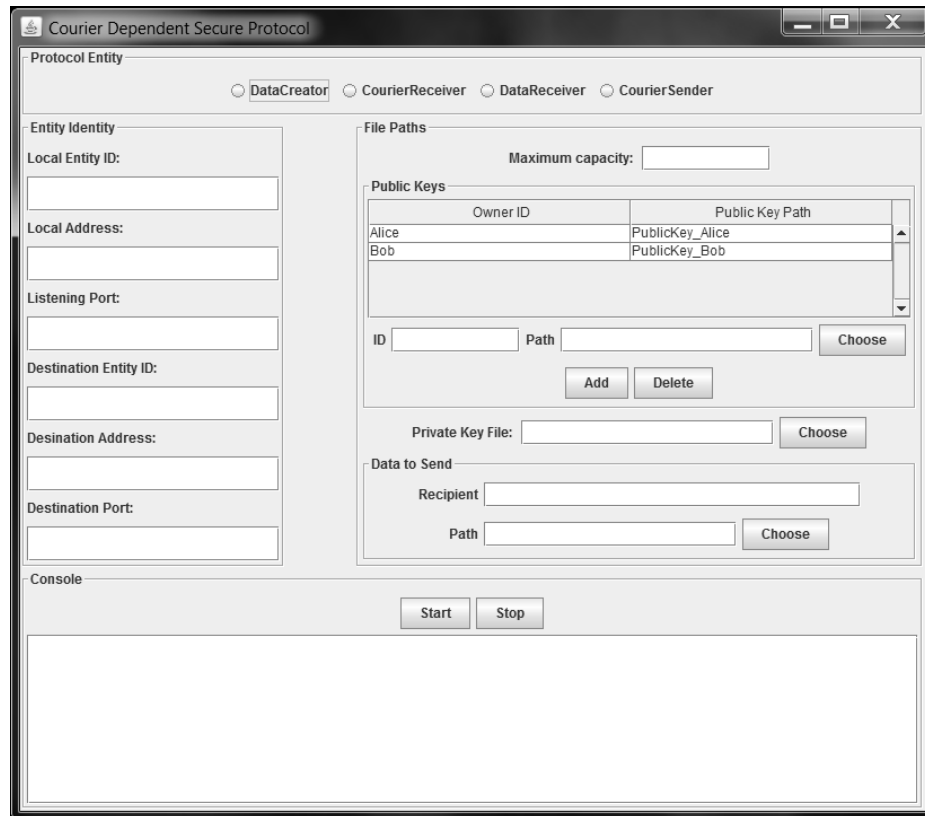 Courier Dependent Secure Protocol
Protocol Entity
DataCreator CourierReceiver DataReceiver CourierSender
Entity Identity
Local Entity ID:
Local Address:
Listening Port:
Destination Entity ID:
Desination Address:
Destination Port:
File Paths
Maximum capacity:
Public Keys
Owner ID Public Key Path
Alice PublicKey_Alice
Bob PublicKey_Bob
ID Path Choose
Add Delete
Private Key File: Choose
Data to Send
Recipient
Path Choose
Console
Start Stop